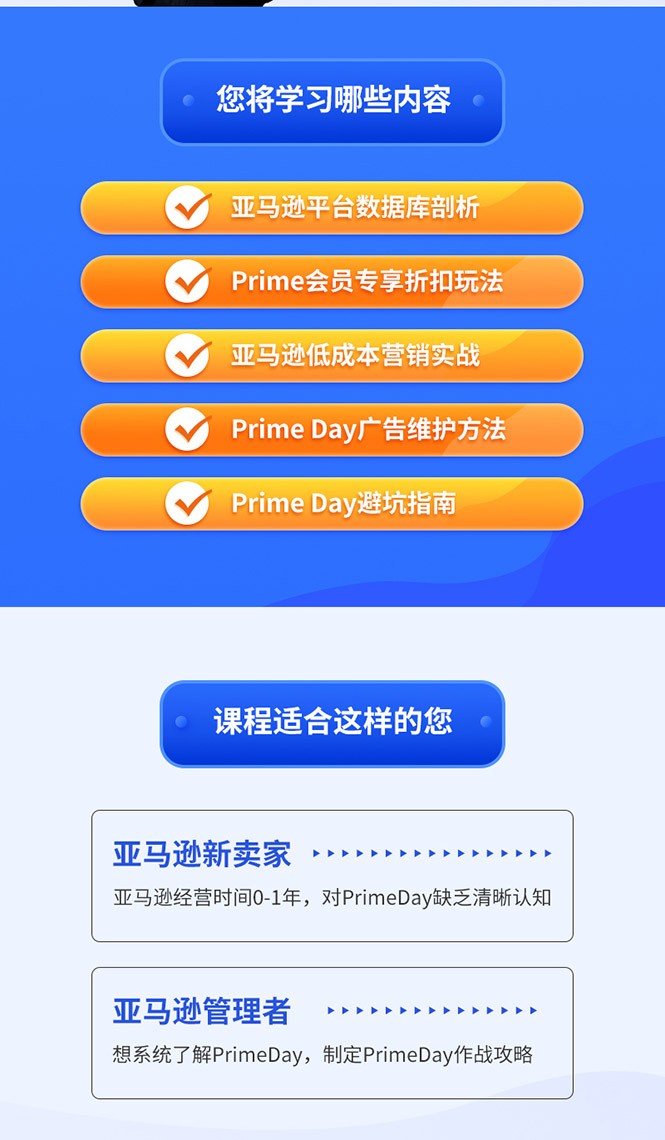 您将学习哪些内容
亚马逊平台数据库剖析
Prime会员专享折扣玩法
亚马逊低成本营销实战
Prime Day广告维护方法
Prime Day避坑指南
课程适合这样的您
亚马逊新卖家
亚马逊经营时间0-1年，对PrimeDay缺乏清晰认知
亚马逊管理者
想系统了解PrimeDay，制定PrimeDay作战攻略